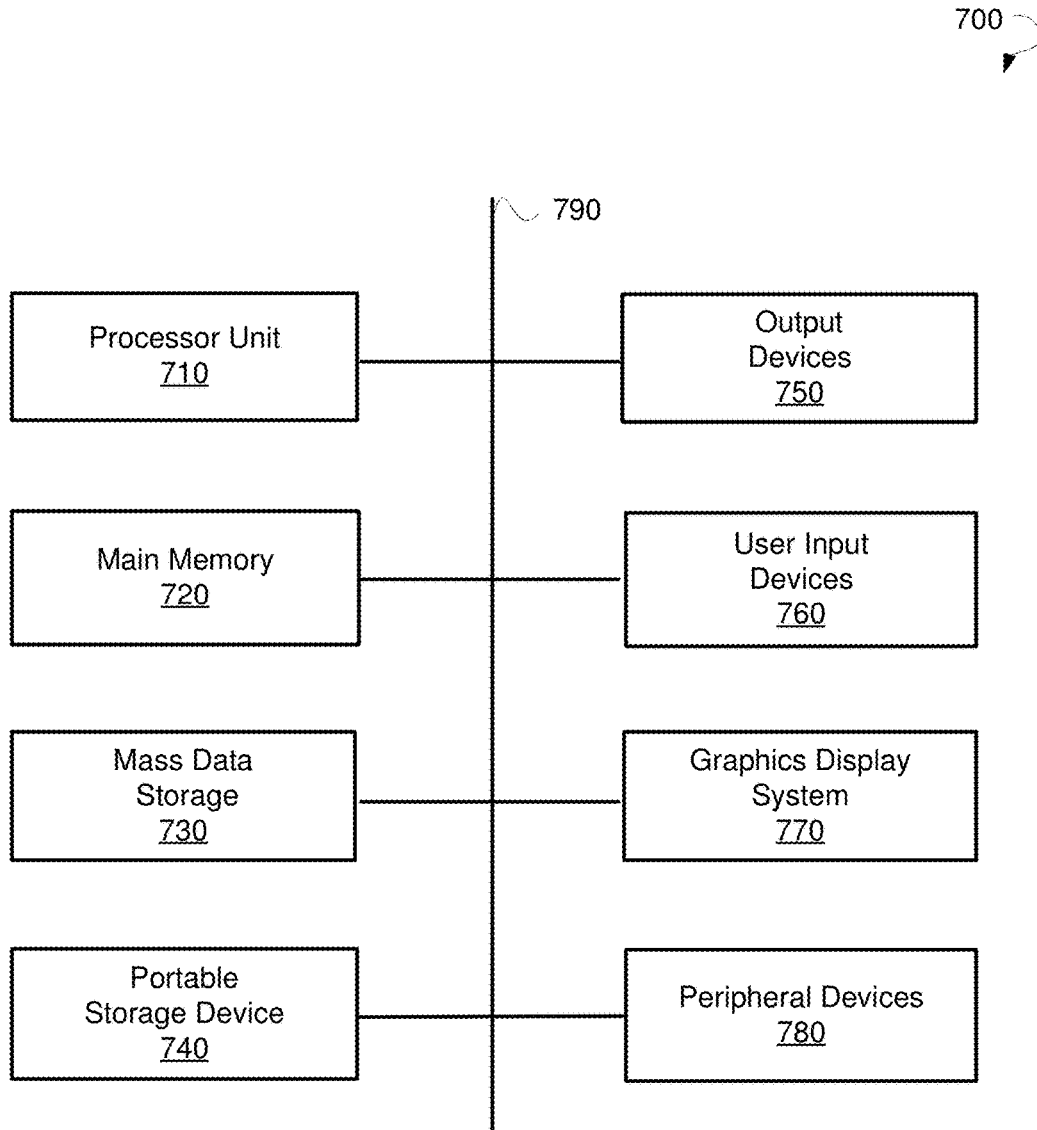 700
790
Processor Unit
710
Output
Devices
750
Main Memory
720
User Input
Devices
760
Mass Data
Storage
730
Graphics Display
System
770
Portable
Storage Device
740
Peripheral Devices
780